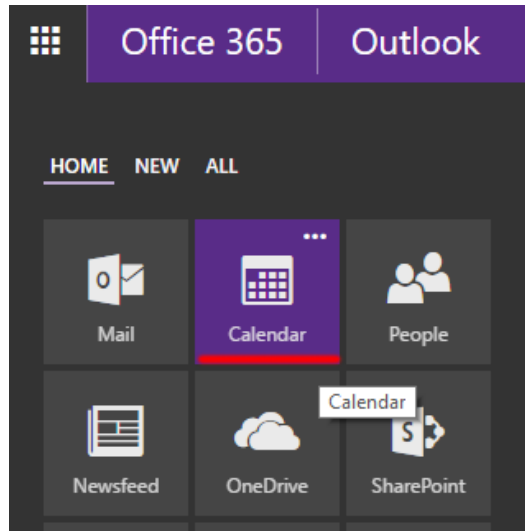 Office 365 Outlook
HOME NEW ALL
Mail Calendar People
Calendar
Newsfeed OneDrive SharePoint